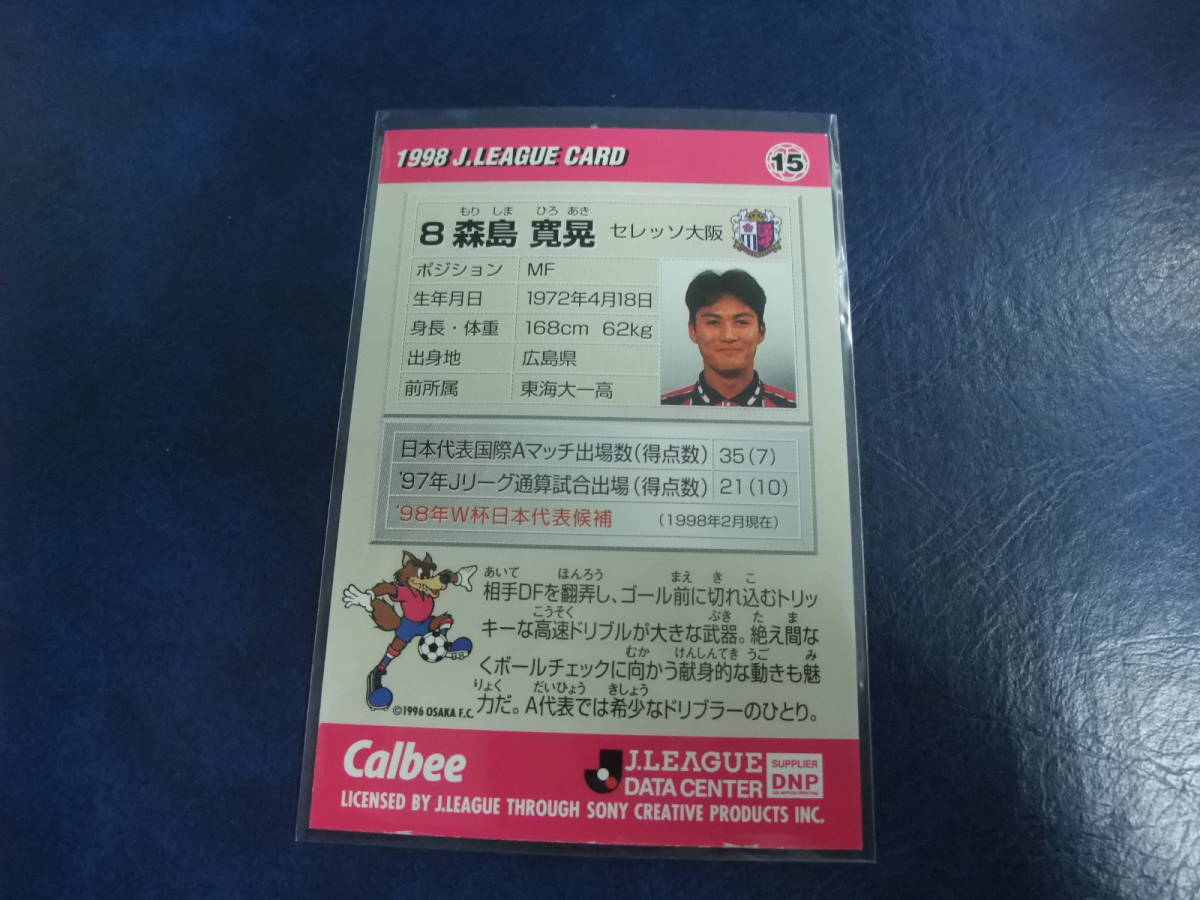 1998 J.LEAGUE CARD 15
もり しま ひろ あき
8 森島 寛晃 セレッソ大阪
ポジション MF
生年月日 1972年4月18日
身長・体重 168cm 62kg
出身地 広島県
前所属 東海大一高
日本代表国際Aマッチ出場数(得点数) 35(7)
'97年Jリーグ通算試合出場(得点数) 21(10)
'98年W杯日本代表候補 (1998年2月現在)
あいて ほんろう まえ き こ
相手DFを翻弄し、ゴール前に切れ込むトリッ
こうそく ぶき た ま
キーな高速ドリブルが大きな武器。絶え間な
むか けんしんてき うご み
くボールチェックに向かう献身的な動きも魅
りょく だいひょう きしょう
力だ。A代表では希少なドリブラーのひとり。
©1996 OSAKA F.C.
Calbee
J.LEAGUE
DATA CENTER
SUPPLIER
DNP
LICENSED BY J.LEAGUE THROUGH SONY CREATIVE PRODUCTS INC.